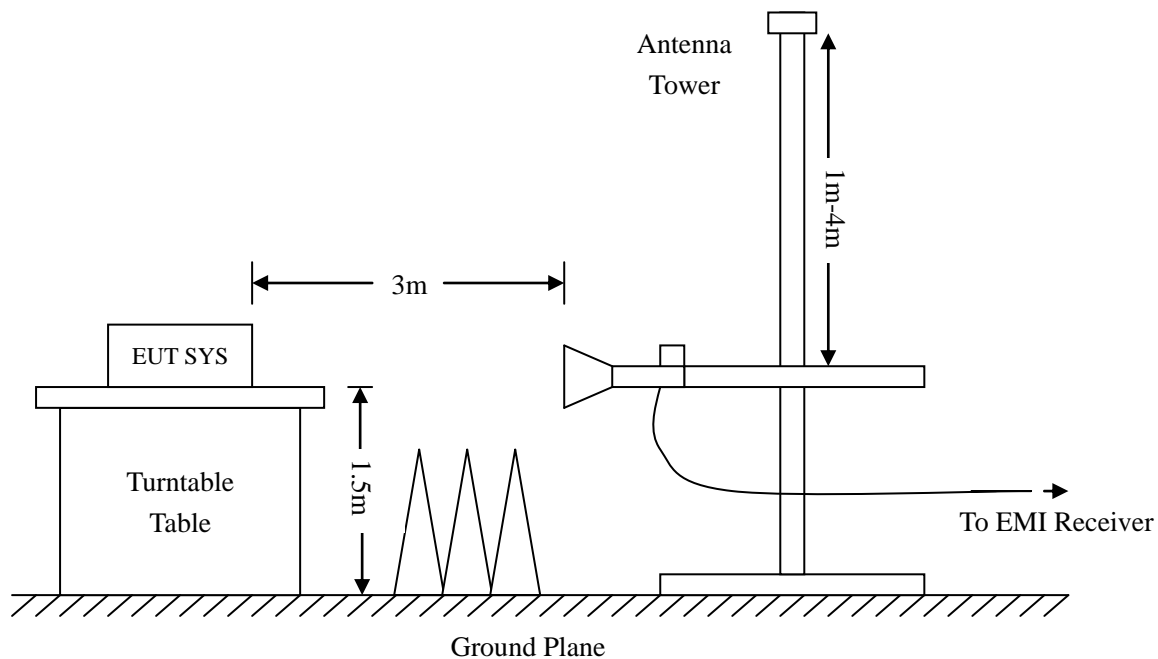 Antenna
Tower
1m-4m
3m
EUT SYS
1.5m
Turntable
Table
To EMI Receiver
Ground Plane